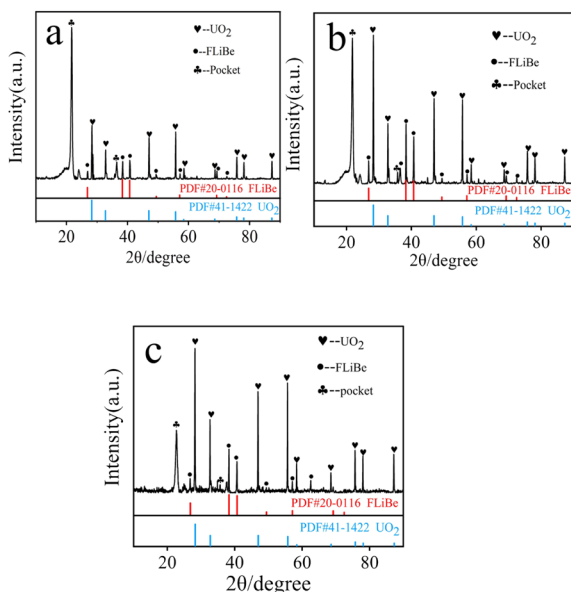 a
♥--UO2
●--FLiBe
♣--Pocket
Intensity(a.u.)
PDF#20-0116 FLiBe
PDF#41-1422 UO2
20 40 60 80
2θ/degree
b
♥--UO2
●--FLiBe
♣--Pocket
Intensity(a.u.)
PDF#20-0116 FLiBe
PDF#41-1422 UO2
20 40 60 80
2θ/degree
c
♥--UO2
●--FLiBe
♣--pocket
Intensity(a.u.)
PDF#20-0116 FLiBe
PDF#41-1422 UO2
20 40 60 80
2θ/degree